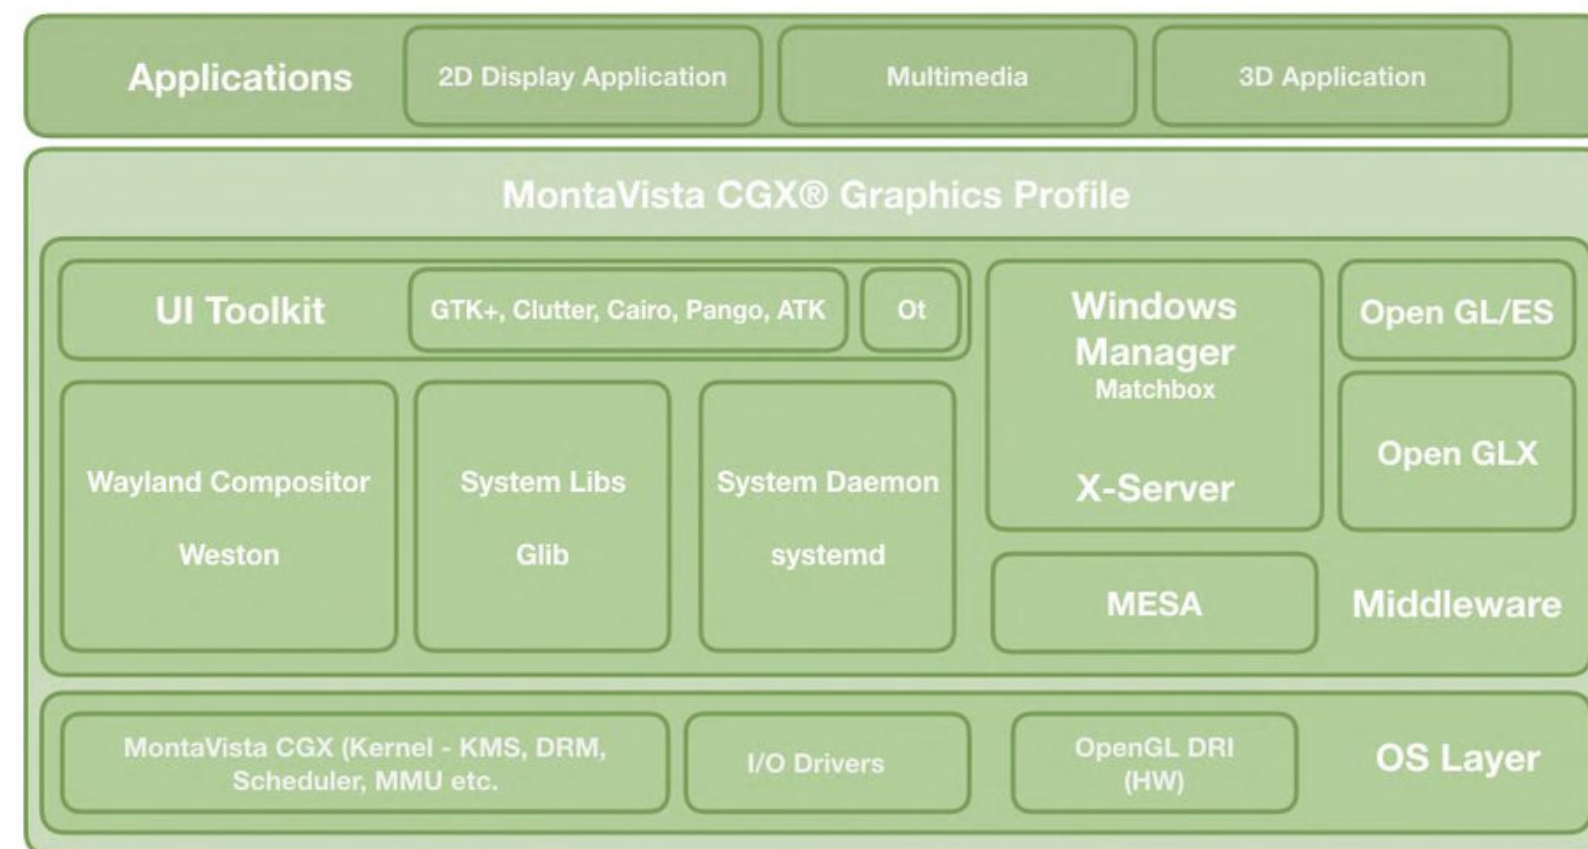 Applications
2D Display Application
Multimedia
3D Application
MontaVista CGX® Graphics Profile
UI Toolkit
GTK+, Clutter, Cairo, Pango, ATK
Ot
Windows
Manager
Matchbox
X-Server
Open GL/ES
Open GLX
Wayland Compositor
Weston
System Libs
Glib
System Daemon
systemd
MESA
Middleware
MontaVista CGX (Kernel - KMS, DRM,
Scheduler, MMU etc.
I/O Drivers
OpenGL DRI
(HW)
OS Layer